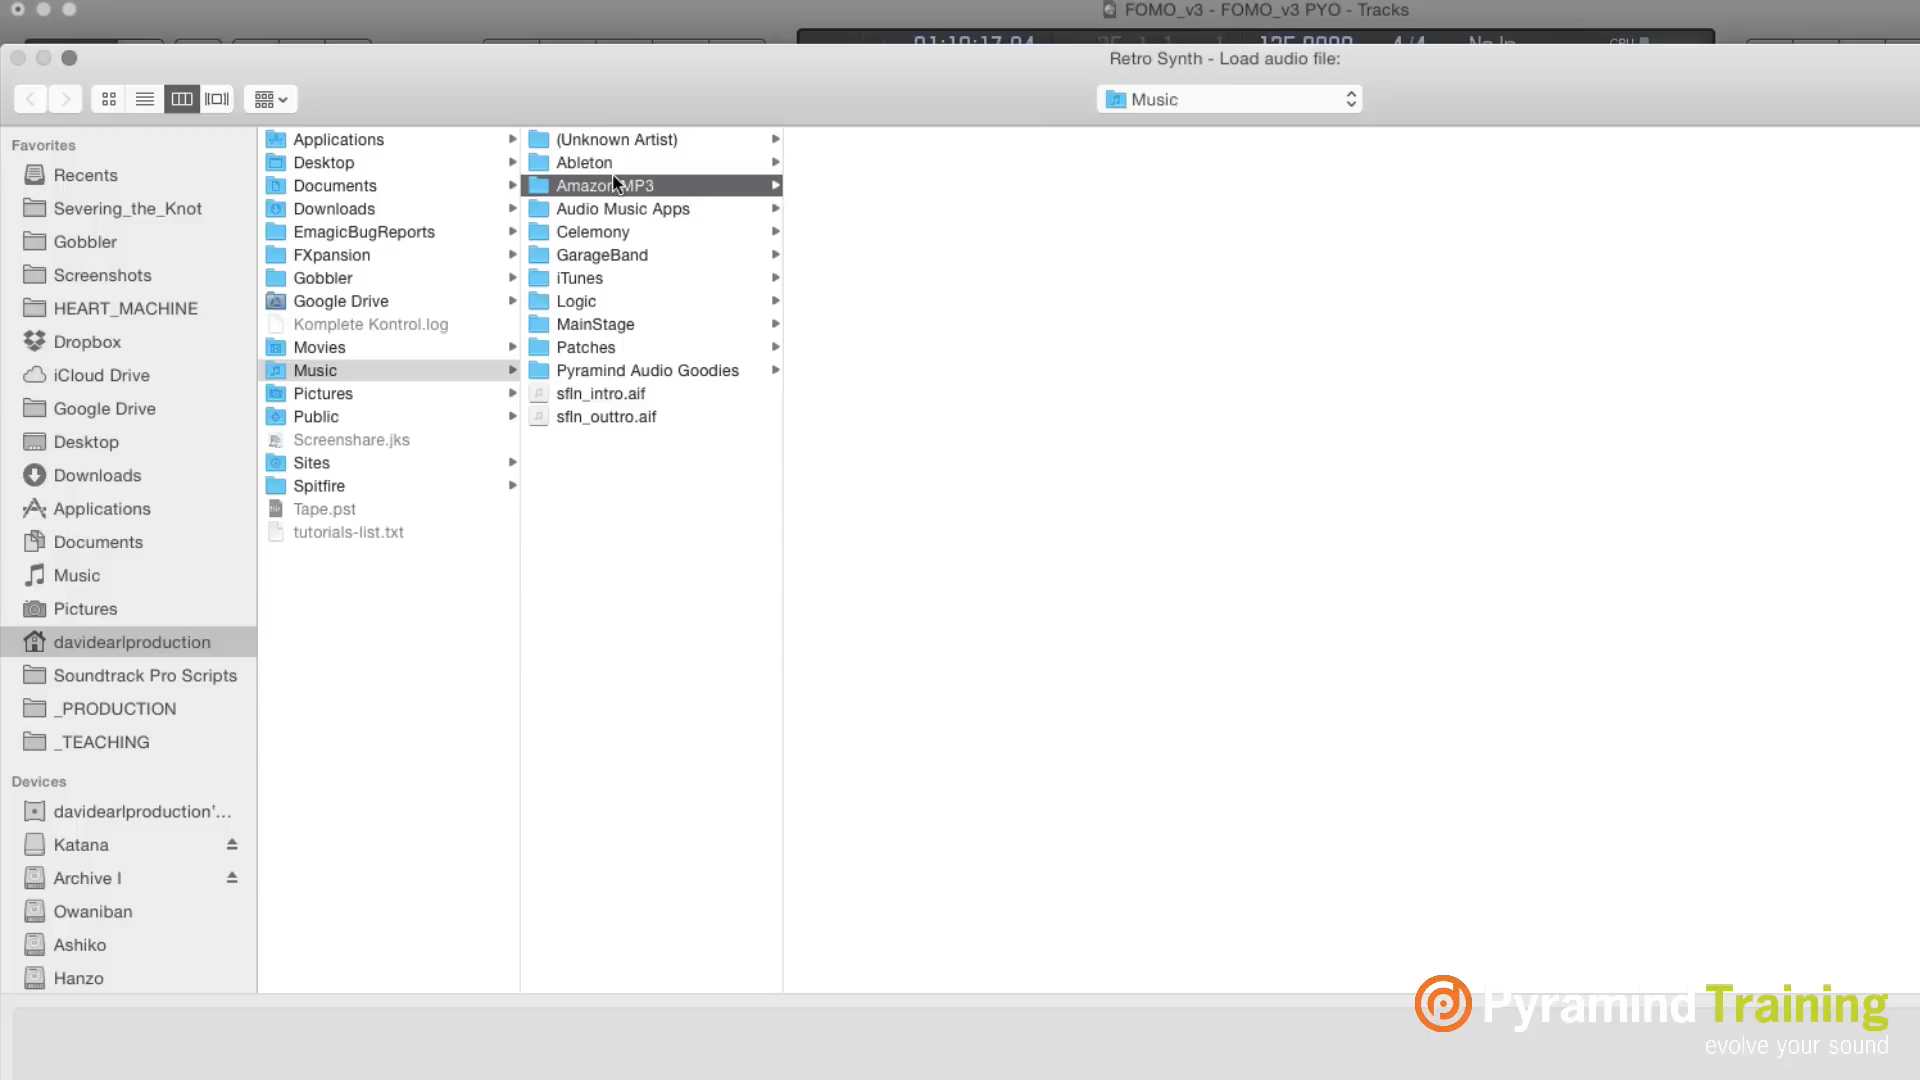 FOMO_v3 - FOMO_v3 PYO - Tracks
Retro Synth - Load audio file:
Music
Favorites
Recents
Severing_the_Knot
Gobbler
Screenshots
HEART_MACHINE
Dropbox
iCloud Drive
Google Drive
Desktop
Downloads
Applications
Documents
Music
Pictures
davidearlproduction
Soundtrack Pro Scripts
_PRODUCTION
_TEACHING
Devices
davidearlproduction'...
Katana
Archive I
Owaniban
Ashiko
Hanzo
Applications
Desktop
Documents
Downloads
EmagicBugReports
FXpansion
Gobbler
Google Drive
Komplete Kontrol.log
Movies
Music
Pictures
Public
Screenshare.jks
Sites
Spitfire
Tape.pst
tutorials-list.txt
(Unknown Artist)
Ableton
Amazon MP3
Audio Music Apps
Celemony
GarageBand
iTunes
Logic
MainStage
Patches
Pyramind Audio Goodies
sfln_intro.aif
sfln_outtro.aif
Pyramind Training
evolve your sound